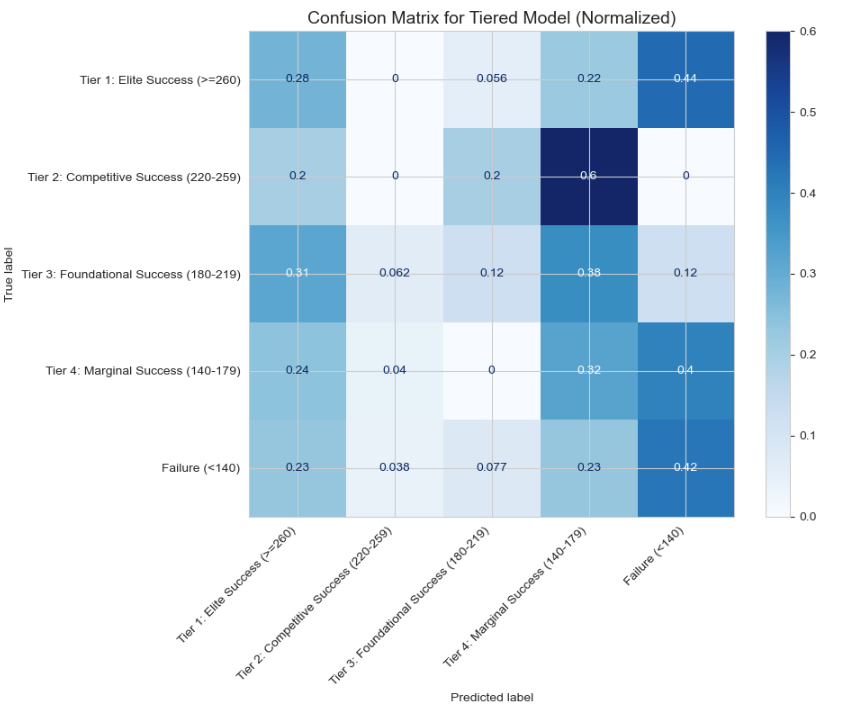 Confusion Matrix for Tiered Model (Normalized)
Tier 1: Elite Success (>=260)
0.28 0 0.056 0.22 0.44
Tier 2: Competitive Success (220-259)
0.2 0 0.2 0.6 0
Tier 3: Foundational Success (180-219)
0.31 0.062 0.12 0.38 0.12
Tier 4: Marginal Success (140-179)
0.24 0.04 0 0.32 0.4
Failure (<140)
0.23 0.038 0.077 0.23 0.42
True label
Tier 1: Elite Success (>=260)
Tier 2: Competitive Success (220-259)
Tier 3: Foundational Success (180-219)
Tier 4: Marginal Success (140-179)
Failure (<140)
Predicted label
0.6
0.5
0.4
0.3
0.2
0.1
0.0